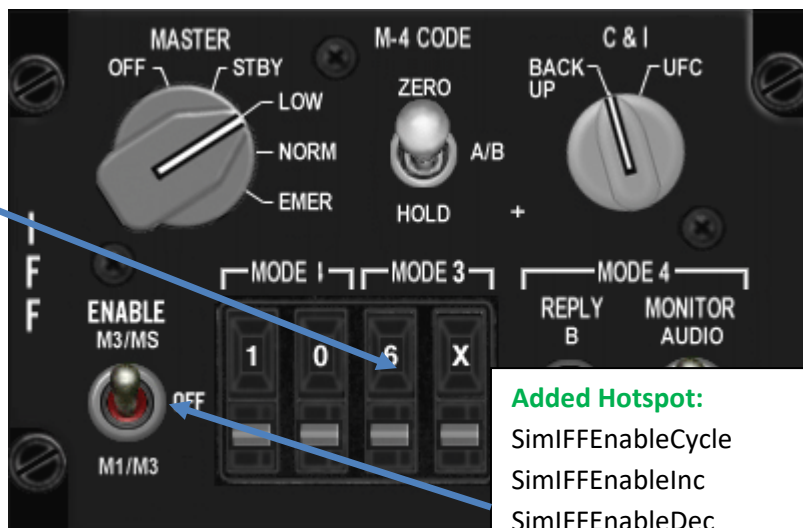 MASTER
OFF STBY
LOW
NORM
EMER
M-4 CODE
ZERO
A/B
HOLD
C & I
BACK UP UFC
+
IFF
ENABLE
M3/MS
OFF
M1/M3
MODE 1 MODE 3
1 0 6 X
MODE 4
REPLY
B
MONITOR
AUDIO
Added Hotspot:
SimIFFEnableCycle
SimIFFEnableInc
SimIFFEnableDec